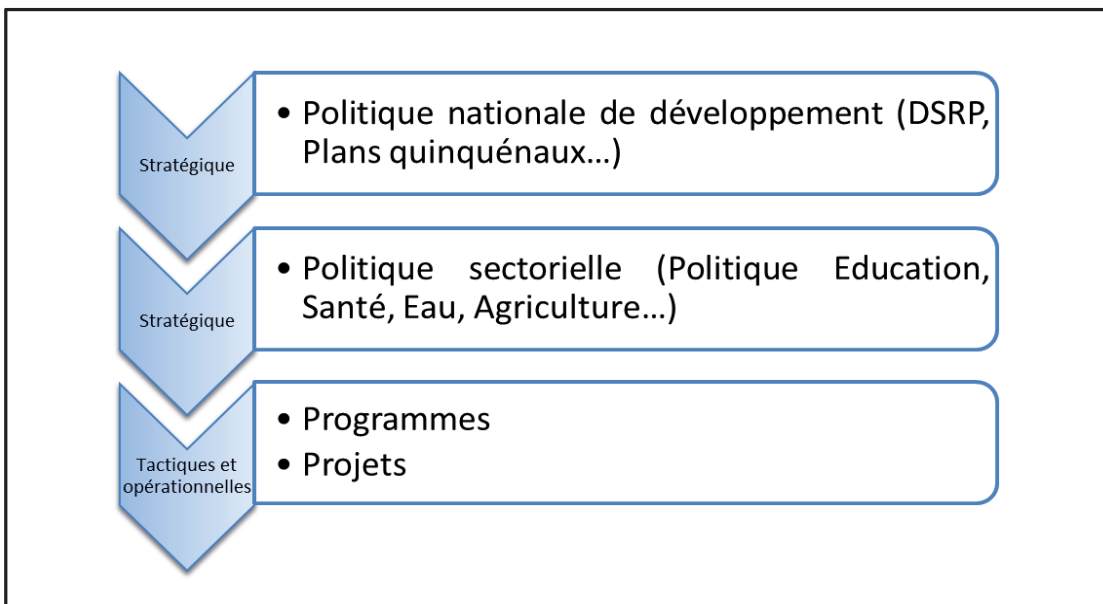 Stratégique
• Politique nationale de développement (DSRP,
Plans quinquénaux...)
Stratégique
• Politique sectorielle (Politique Education,
Santé, Eau, Agriculture...)
Tactiques et
opérationnelles
• Programmes
• Projets